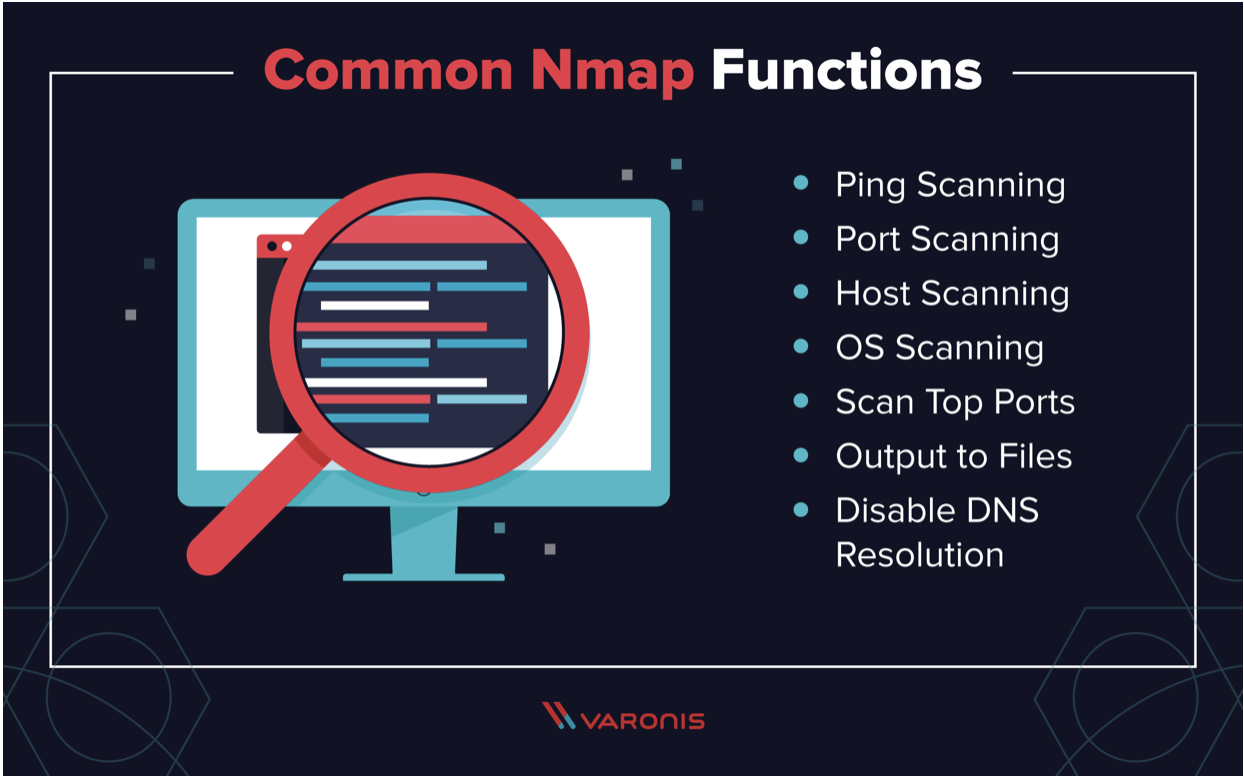 Common Nmap Functions
Ping Scanning
Port Scanning
Host Scanning
OS Scanning
Scan Top Ports
Output to Files
Disable DNS
Resolution
VARONIS